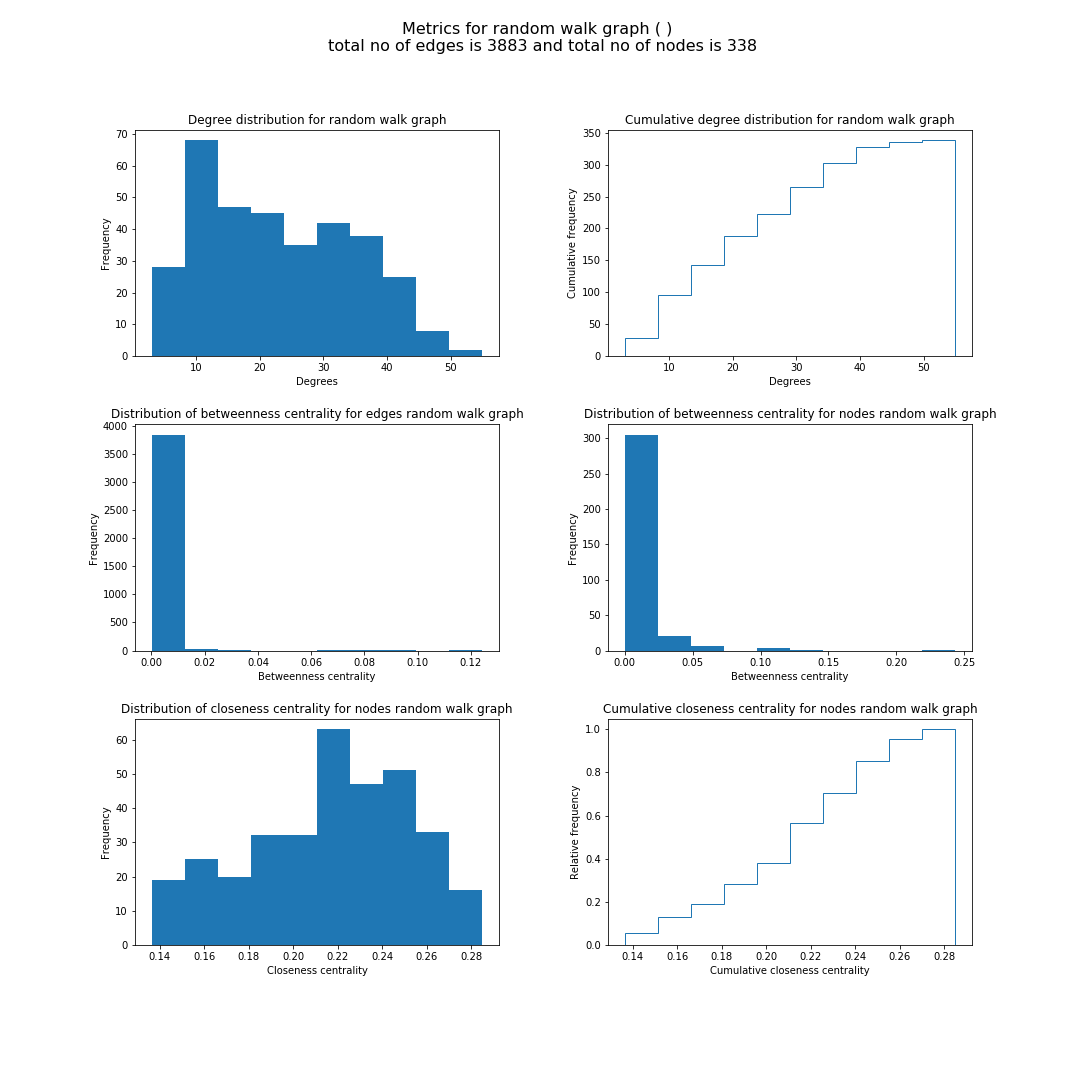 Metrics for random walk graph ( )
total no of edges is 3883 and total no of nodes is 338
Degree distribution for random walk graph
70
60
50
40
30
20
10
0
Frequency
10 20 30 40 50
Degrees
Cumulative degree distribution for random walk graph
350
300
250
200
150
100
50
0
Cumulative frequency
10 20 30 40 50
Degrees
Distribution of betweenness centrality for edges random walk graph
4000
3500
3000
2500
2000
1500
1000
500
0
Frequency
0.00 0.02 0.04 0.06 0.08 0.10 0.12
Betweenness centrality
Distribution of betweenness centrality for nodes random walk graph
300
250
200
150
100
50
0
Frequency
0.00 0.05 0.10 0.15 0.20 0.25
Betweenness centrality
Distribution of closeness centrality for nodes random walk graph
60
50
40
30
20
10
0
Frequency
0.14 0.16 0.18 0.20 0.22 0.24 0.26 0.28
Closeness centrality
Cumulative closeness centrality for nodes random walk graph
1.0
0.8
0.6
0.4
0.2
0.0
Relative frequency
0.14 0.16 0.18 0.20 0.22 0.24 0.26 0.28
Cumulative closeness centrality